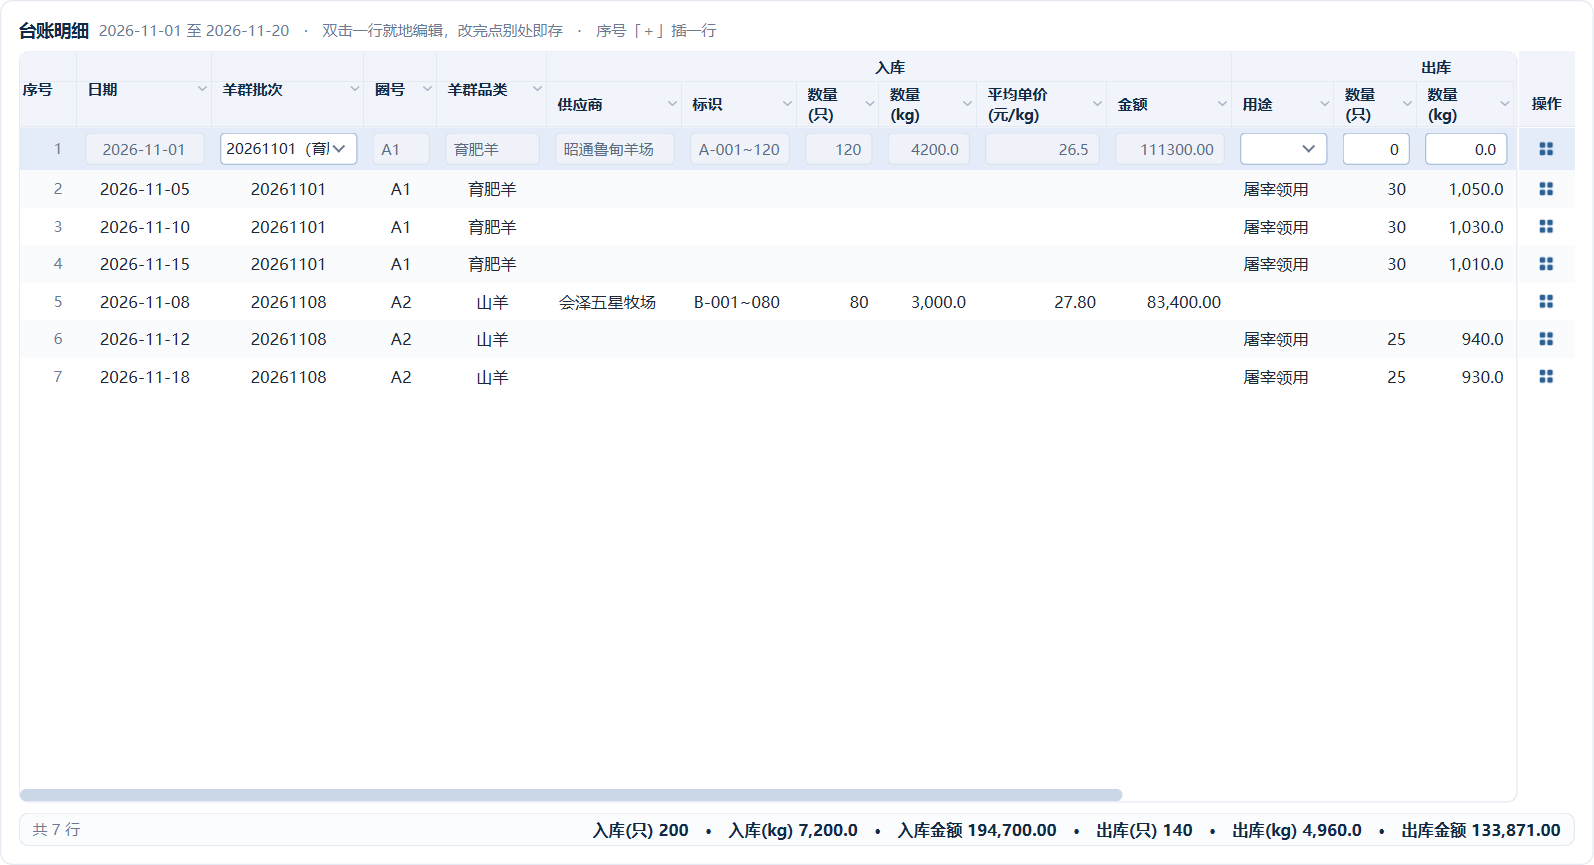 台账明细 2026-11-01 至 2026-11-20 · 双击一行就地编辑，改完点别处即存 · 序号「+」插一行
入库 出库
序号 日期 羊群批次 圈号 羊群品类 供应商 标识 数量(只) 数量(kg) 平均单价(元/kg) 金额 用途 数量(只) 数量(kg) 操作
1 2026-11-01 20261101（育 A1 育肥羊 昭通鲁甸羊场 A-001~120 120 4200.0 26.5 111300.00 0 0.0
2 2026-11-05 20261101 A1 育肥羊 屠宰领用 30 1,050.0
3 2026-11-10 20261101 A1 育肥羊 屠宰领用 30 1,030.0
4 2026-11-15 20261101 A1 育肥羊 屠宰领用 30 1,010.0
5 2026-11-08 20261108 A2 山羊 会泽五星牧场 B-001~080 80 3,000.0 27.80 83,400.00
6 2026-11-12 20261108 A2 山羊 屠宰领用 25 940.0
7 2026-11-18 20261108 A2 山羊 屠宰领用 25 930.0
共 7 行 入库(只) 200 • 入库(kg) 7,200.0 • 入库金额 194,700.00 • 出库(只) 140 • 出库(kg) 4,960.0 • 出库金额 133,871.00